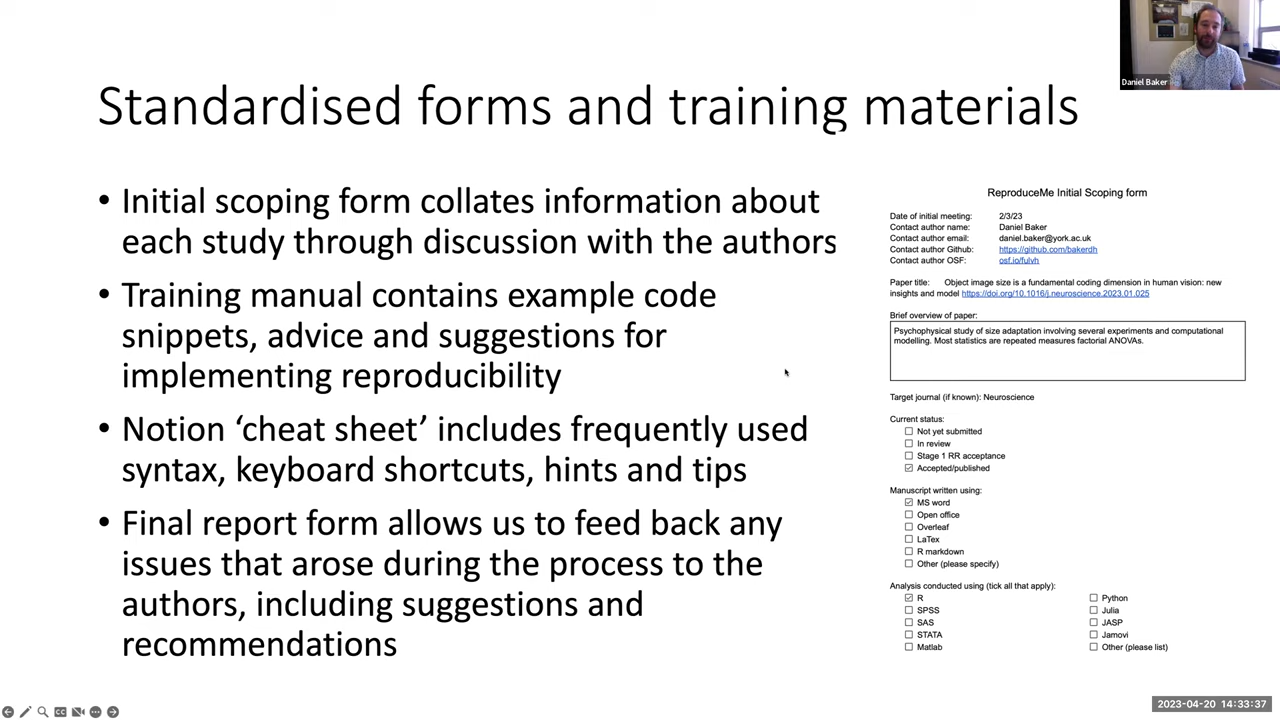 Daniel Baker
Standardised forms and training materials
• Initial scoping form collates information about
each study through discussion with the authors
• Training manual contains example code
snippets, advice and suggestions for
implementing reproducibility
• Notion ‘cheat sheet’ includes frequently used
syntax, keyboard shortcuts, hints and tips
• Final report form allows us to feed back any
issues that arose during the process to the
authors, including suggestions and
recommendations
ReproduceMe Initial Scoping form
Date of initial meeting: 2/3/23
Contact author name: Daniel Baker
Contact author email: daniel.baker@york.ac.uk
Contact author Github: https://github.com/bakerdh
Contact author OSF: osf.io/fulvh
Paper title: Object image size is a fundamental coding dimension in human vision: new
insights and model https://doi.org/10.1016/j.neuroscience.2023.01.025
Brief overview of paper:
Psychophysical study of size adaptation involving several experiments and computational
modelling. Most statistics are repeated measures factorial ANOVAs.
Target journal (if known): Neuroscience
Current status:
☐ Not yet submitted
☐ In review
☐ Stage 1 RR acceptance
☑ Accepted/published
Manuscript written using:
☑ MS word
☐ Open office
☐ Overleaf
☐ LaTex
☐ R markdown
☐ Other (please specify)
Analysis conducted using (tick all that apply):
☑ R
☐ SPSS
☐ SAS
☐ STATA
☐ Matlab
☐ Python
☐ Julia
☐ JASP
☐ Jamovi
☐ Other (please list)
CC
2023-04-20 14:33:37